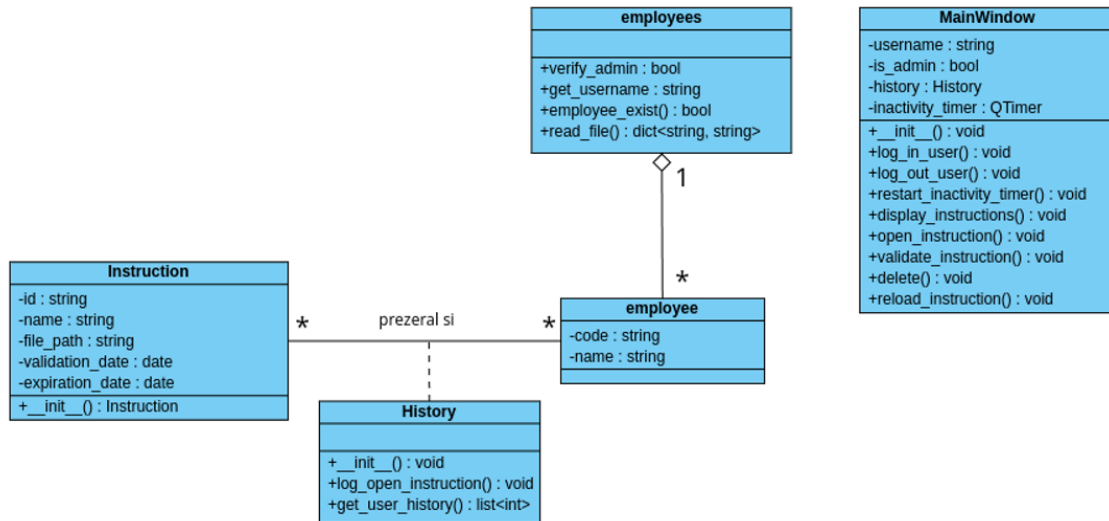 employees
+verify_admin : bool
+get_username : string
+employee_exist() : bool
+read_file() : dict<string, string>
1
*
MainWindow
-username : string
-is_admin : bool
-history : History
-inactivity_timer : QTimer
+__init__() : void
+log_in_user() : void
+log_out_user() : void
+restart_inactivity_timer() : void
+display_instructions() : void
+open_instruction() : void
+validate_instruction() : void
+delete() : void
+reload_instruction() : void
Instruction
-id : string
-name : string
-file_path : string
-validation_date : date
-expiration_date : date
+__init__() : Instruction
* prezeral si *
employee
-code : string
-name : string
History
+__init__() : void
+log_open_instruction() : void
+get_user_history() : list<int>